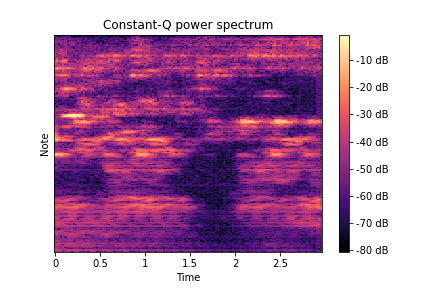 Constant-Q power spectrum
Note
-10 dB
-20 dB
-30 dB
-40 dB
-50 dB
-60 dB
-70 dB
-80 dB
0 0.5 1 1.5 2 2.5
Time